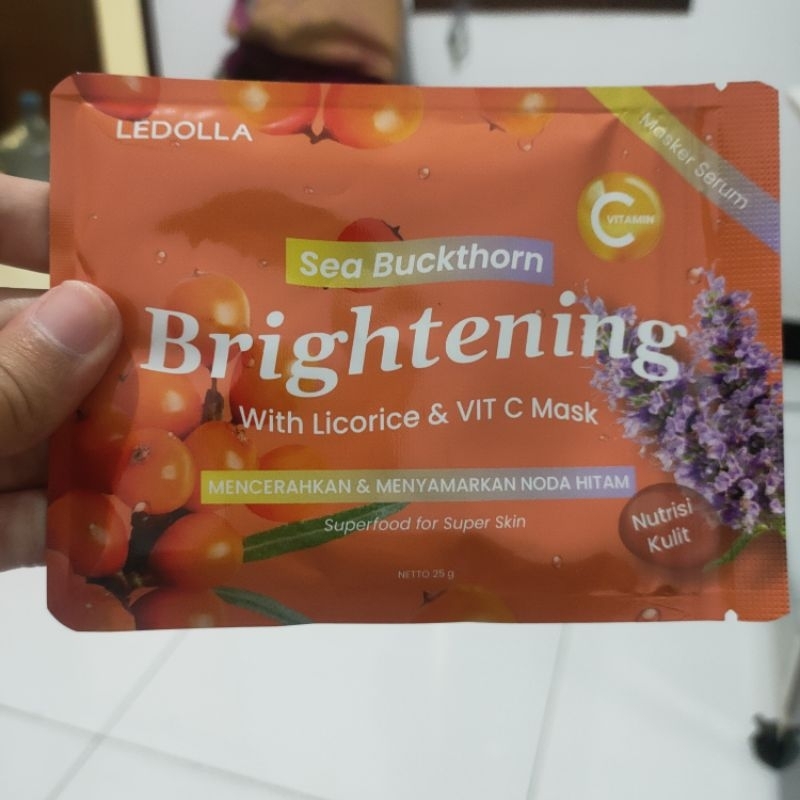 LEDOLLA
Masker Serum
C VITAMIN
Sea Buckthorn
Brightening
With Licorice & VIT C Mask
MENCERAHKAN & MENYAMARKAN NODA HITAM
Superfood for Super Skin
Nutrisi
Kulit
NETTO 25 g